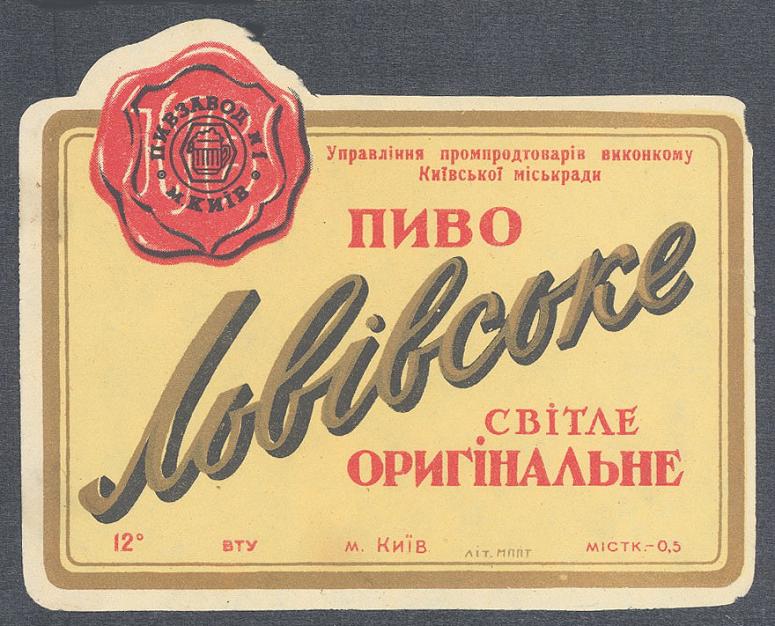 ПИВЗАВОД №1
м. КИЇВ
Управління промпродтоварів виконкому
Київської міськради
ПИВО
Львівське
СВІТЛЕ
ОРИГІНАЛЬНЕ
12° ВТУ м. КИЇВ ЛІТ. МППТ МІСТК.-0,5